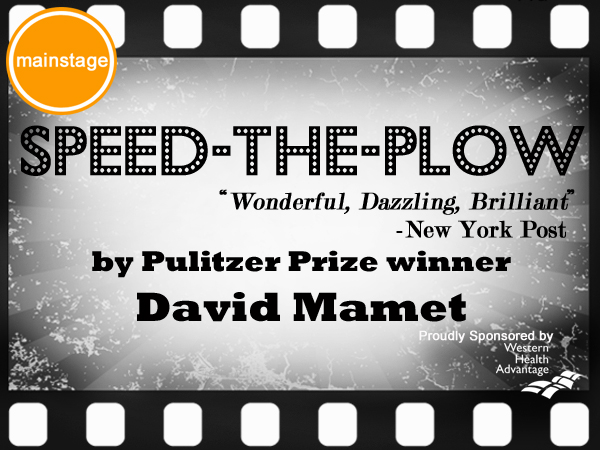 mainstage
SPEED-THE-PLOW
“Wonderful, Dazzling, Brilliant”
-New York Post
by Pulitzer Prize winner
David Mamet
Proudly Sponsored by
Western
Health
Advantage